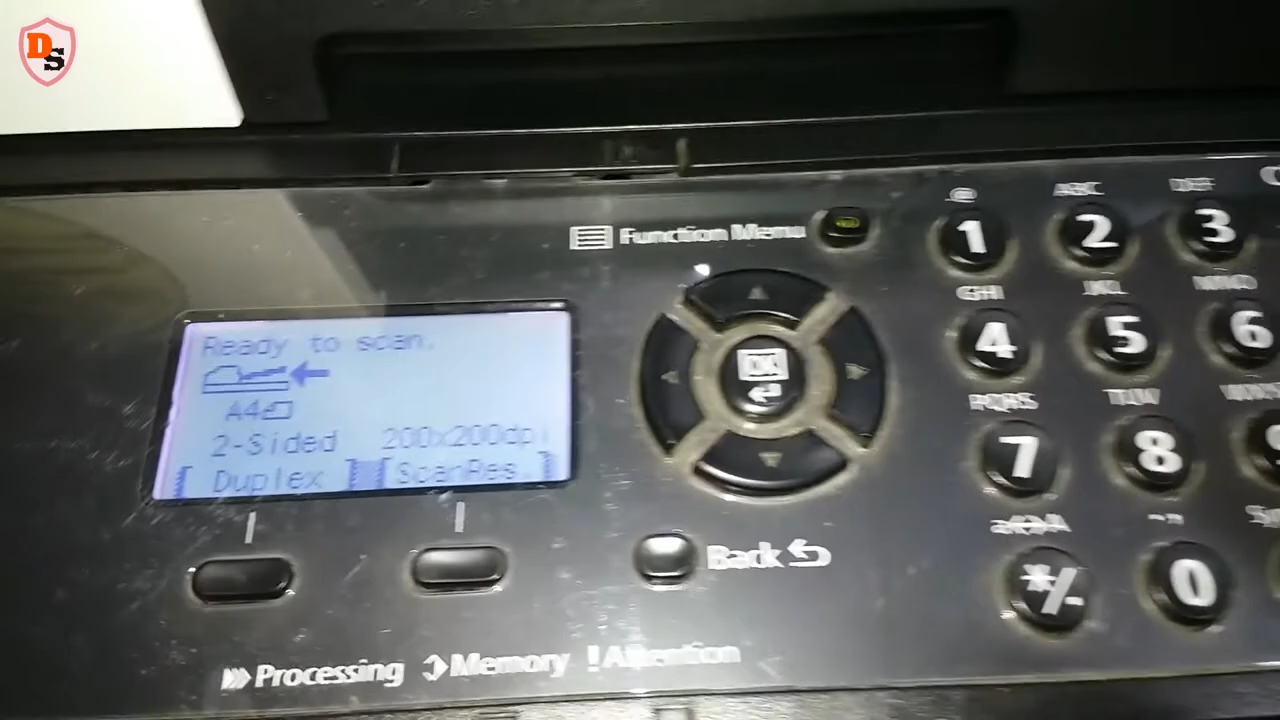 DS
Function Menu
.@ ABC DEF
1 2 3
Ready to scan.
A4
2-Sided 200x200dpi
Duplex ScanRes.
OK
GHI JKL MNO
4 5 6
PQRS TUV
7 8 9
a⇔A
*/. 0
Back
Processing Memory !Attention